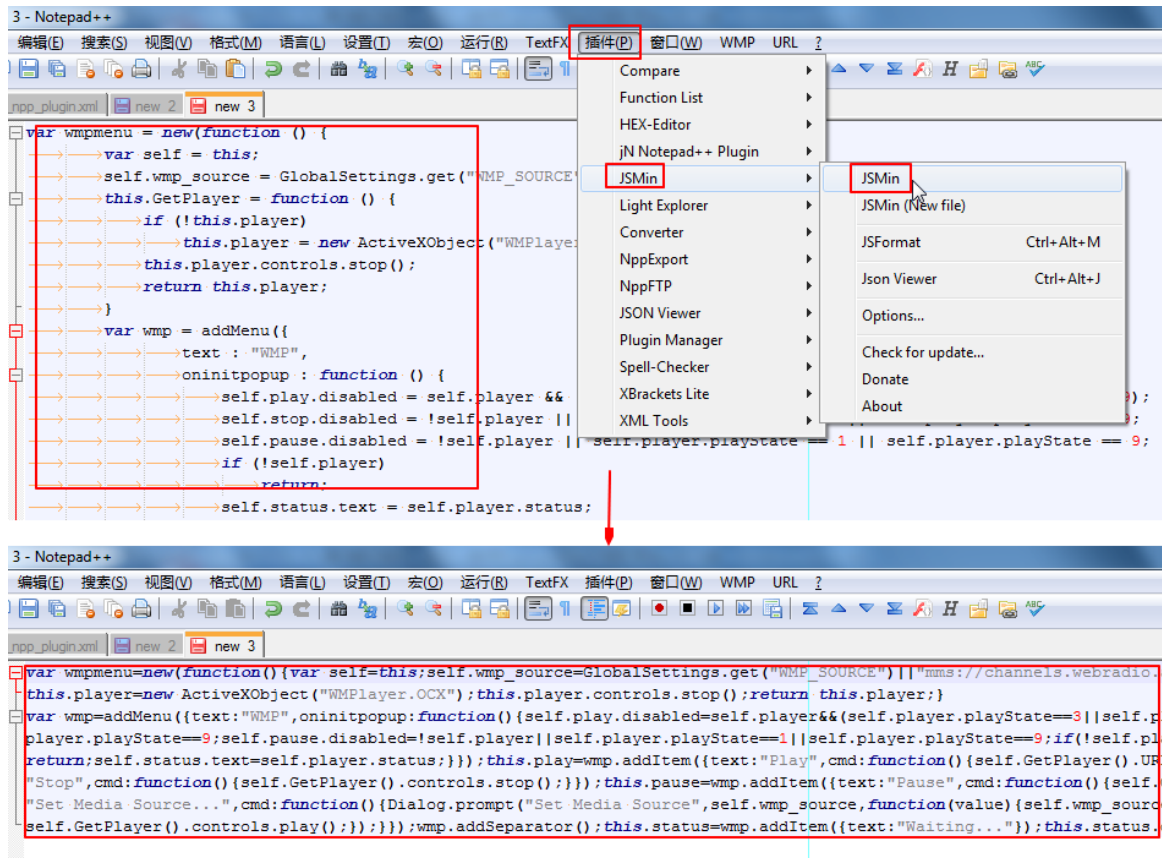 3 - Notepad++
编辑(E) 搜索(S) 视图(V) 格式(M) 语言(L) 设置(T) 宏(O) 运行(R) TextFX 插件(P) 窗口(W) WMP URL ?
_npp_plugin.xml new 2 new 3
Compare
Function List
HEX-Editor
jN Notepad++ Plugin
JSMin
Light Explorer
Converter
NppExport
NppFTP
JSON Viewer
Plugin Manager
Spell-Checker
XBrackets Lite
XML Tools
JSMin
JSMin (New file)
JSFormat Ctrl+Alt+M
Json Viewer Ctrl+Alt+J
Options...
Check for update...
Donate
About
var wmpmenu = new(function () {
var self = this;
self.wmp_source = GlobalSettings.get("WMP_SOURCE"
this.GetPlayer = function () {
if (!this.player)
this.player = new ActiveXObject("WMPlayer
this.player.controls.stop();
return this.player;
}
var wmp = addMenu({
text : "WMP",
oninitpopup : function () {
self.play.disabled = self.player && );
self.stop.disabled = !self.player || ;
self.pause.disabled = !self.player || self.player.playState == 1 || self.player.playState == 9;
if (!self.player)
return;
self.status.text = self.player.status;
3 - Notepad++
编辑(E) 搜索(S) 视图(V) 格式(M) 语言(L) 设置(T) 宏(O) 运行(R) TextFX 插件(P) 窗口(W) WMP URL ?
_npp_plugin.xml new 2 new 3
var wmpmenu=new(function(){var self=this;self.wmp_source=GlobalSettings.get("WMP_SOURCE")||"mms://channels.webradio.
this.player=new ActiveXObject("WMPlayer.OCX");this.player.controls.stop();return this.player;}
var wmp=addMenu({text:"WMP",oninitpopup:function(){self.play.disabled=self.player&&(self.player.playState==3||self.p
player.playState==9;self.pause.disabled=!self.player||self.player.playState==1||self.player.playState==9;if(!self.pl
return;self.status.text=self.player.status;}});this.play=wmp.addItem({text:"Play",cmd:function(){self.GetPlayer().UR
"Stop",cmd:function(){self.GetPlayer().controls.stop();}});this.pause=wmp.addItem({text:"Pause",cmd:function(){self.
"Set Media Source...",cmd:function(){Dialog.prompt("Set Media Source",self.wmp_source,function(value){self.wmp_sourc
self.GetPlayer().controls.play();});}});wmp.addSeparator();this.status=wmp.addItem({text:"Waiting..."});this.status.